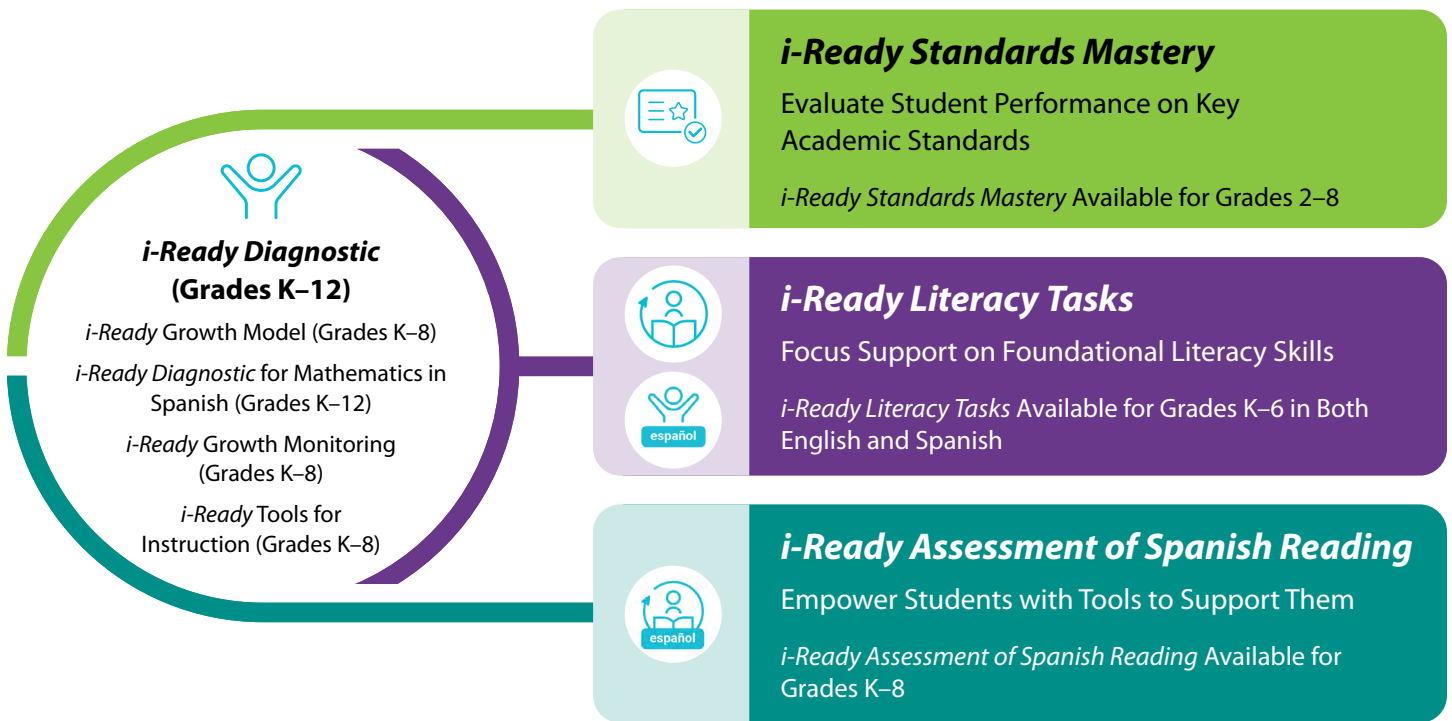 i-Ready Diagnostic
(Grades K–12)
i-Ready Growth Model (Grades K–8)
i-Ready Diagnostic for Mathematics in
Spanish (Grades K–12)
i-Ready Growth Monitoring
(Grades K–8)
i-Ready Tools for
Instruction (Grades K–8)
i-Ready Standards Mastery
Evaluate Student Performance on Key
Academic Standards
i-Ready Standards Mastery Available for Grades 2–8
español
i-Ready Literacy Tasks
Focus Support on Foundational Literacy Skills
i-Ready Literacy Tasks Available for Grades K–6 in Both
English and Spanish
español
i-Ready Assessment of Spanish Reading
Empower Students with Tools to Support Them
i-Ready Assessment of Spanish Reading Available for
Grades K–8